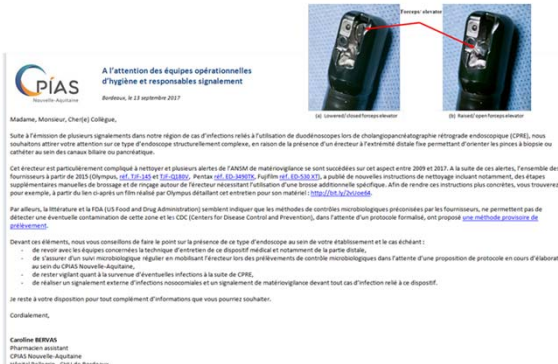 Forceps/ elevator
(a) Lowered/closed forceps elevator
(b) Raised/open forceps elevator
CPIAS
Nouvelle-Aquitaine
A l'attention des équipes opérationnelles
d'hygiène et responsables signalement
Bordeaux, le 13 septembre 2017
Madame, Monsieur, Cher(e) Collègue,
Suite à l'émission de plusieurs signalements dans notre région de cas d'infections reliés à l'utilisation de duodénoscopes lors de cholangiopancréatographie rétrograde endoscopique (CPRE), nous
souhaitons attirer votre attention sur ce type d'endoscope structurellement complexe, en raison de la présence d'un érecteur à l'extrémité distale fixe permettant d'orienter les pinces à biopsie ou
cathéter au sein des canaux biliaire ou pancréatique.
Cet érecteur est particulièrement compliqué à nettoyer et plusieurs alertes de l'ANSM de matériovigilance se sont succédées sur cet aspect entre 2009 et 2017. A la suite de ces alertes, l'ensemble des
fournisseurs à partir de 2015 (Olympus, réf. TJF-145 et TJF-Q180V, Pentax réf. ED-3490TK, Fujifilm réf. ED-530 XT), a publié de nouvelles instructions de nettoyage incluant notamment, des étapes
supplémentaires manuelles de brossage et de rinçage autour de l'érecteur nécessitant l'utilisation d'une brosse additionnelle spécifique. Afin de rendre ces instructions plus concrètes, vous trouverez
pour exemple, à partir du lien ci-après un film réalisé par Olympus détaillant cet entretien pour son matériel :
Par ailleurs, la littérature et la FDA (US Food and Drug Administration) semblent indiquer que les méthodes de contrôles microbiologiques préconisées par les fournisseurs, ne permettent pas de
détecter une éventuelle contamination de cette zone et les CDC (Centers for Disease Control and Prevention), dans l'attente d'un protocole formalisé, ont proposé une méthode provisoire de
prélèvement.
Devant ces éléments, nous vous conseillons de faire le point sur la présence de ce type d'endoscope au sein de votre établissement et le cas échéant :
- de revoir avec les équipes concernées la technique d'entretien de ce dispositif médical et notamment de la partie distale,
- de s'assurer d'un suivi microbiologique régulier en mobilisant l'érecteur lors des prélèvements de contrôle microbiologiques dans l'attente d'une proposition de protocole en cours d'élaborat
au sein du CPIAS Nouvelle-Aquitaine,
- de rester vigilant quant à la survenue d'éventuelles infections à la suite de CPRE,
- de réaliser un signalement externe d'infections nosocomiales et un signalement de matériovigilance devant tout cas d'infection relié à ce dispositif.
Je reste à votre disposition pour tout complément d'informations que vous pourriez souhaiter.
Cordialement,
Caroline BERVAS
Pharmacien assistant
CPIAS Nouvelle-Aquitaine